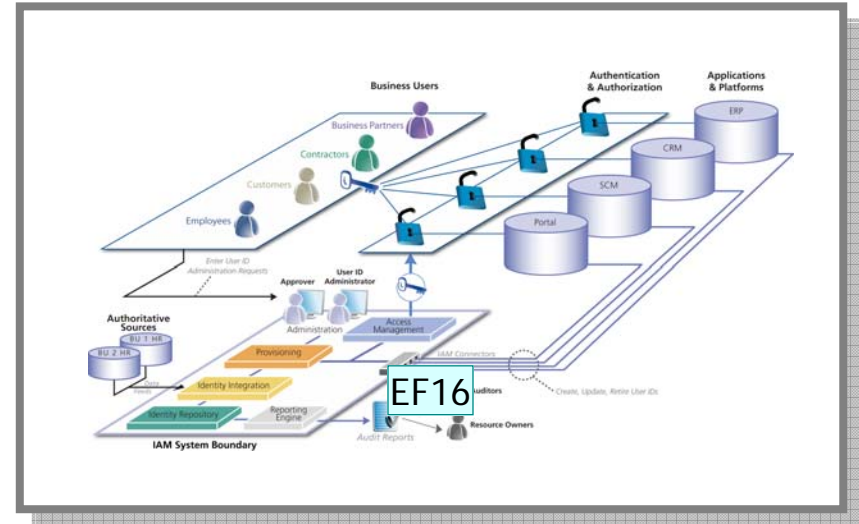 Business Users
Authentication
& Authorization
Applications
& Platforms
Business Partners
Contractors
Customers
Employees
ERP
CRM
SCM
Portal
Enter User ID
Administration Requests
Approver
User ID
Administrator
Administration
Access
Management
Authoritative
Sources
BU 1 HR
BU 2 HR
Data
Feeds
Provisioning
Identity Integration
Identity Repository
Reporting
Engine
IAM Connectors
EF16
Auditors
Create, Update, Retire User IDs
Resource Owners
Audit Reports
IAM System Boundary